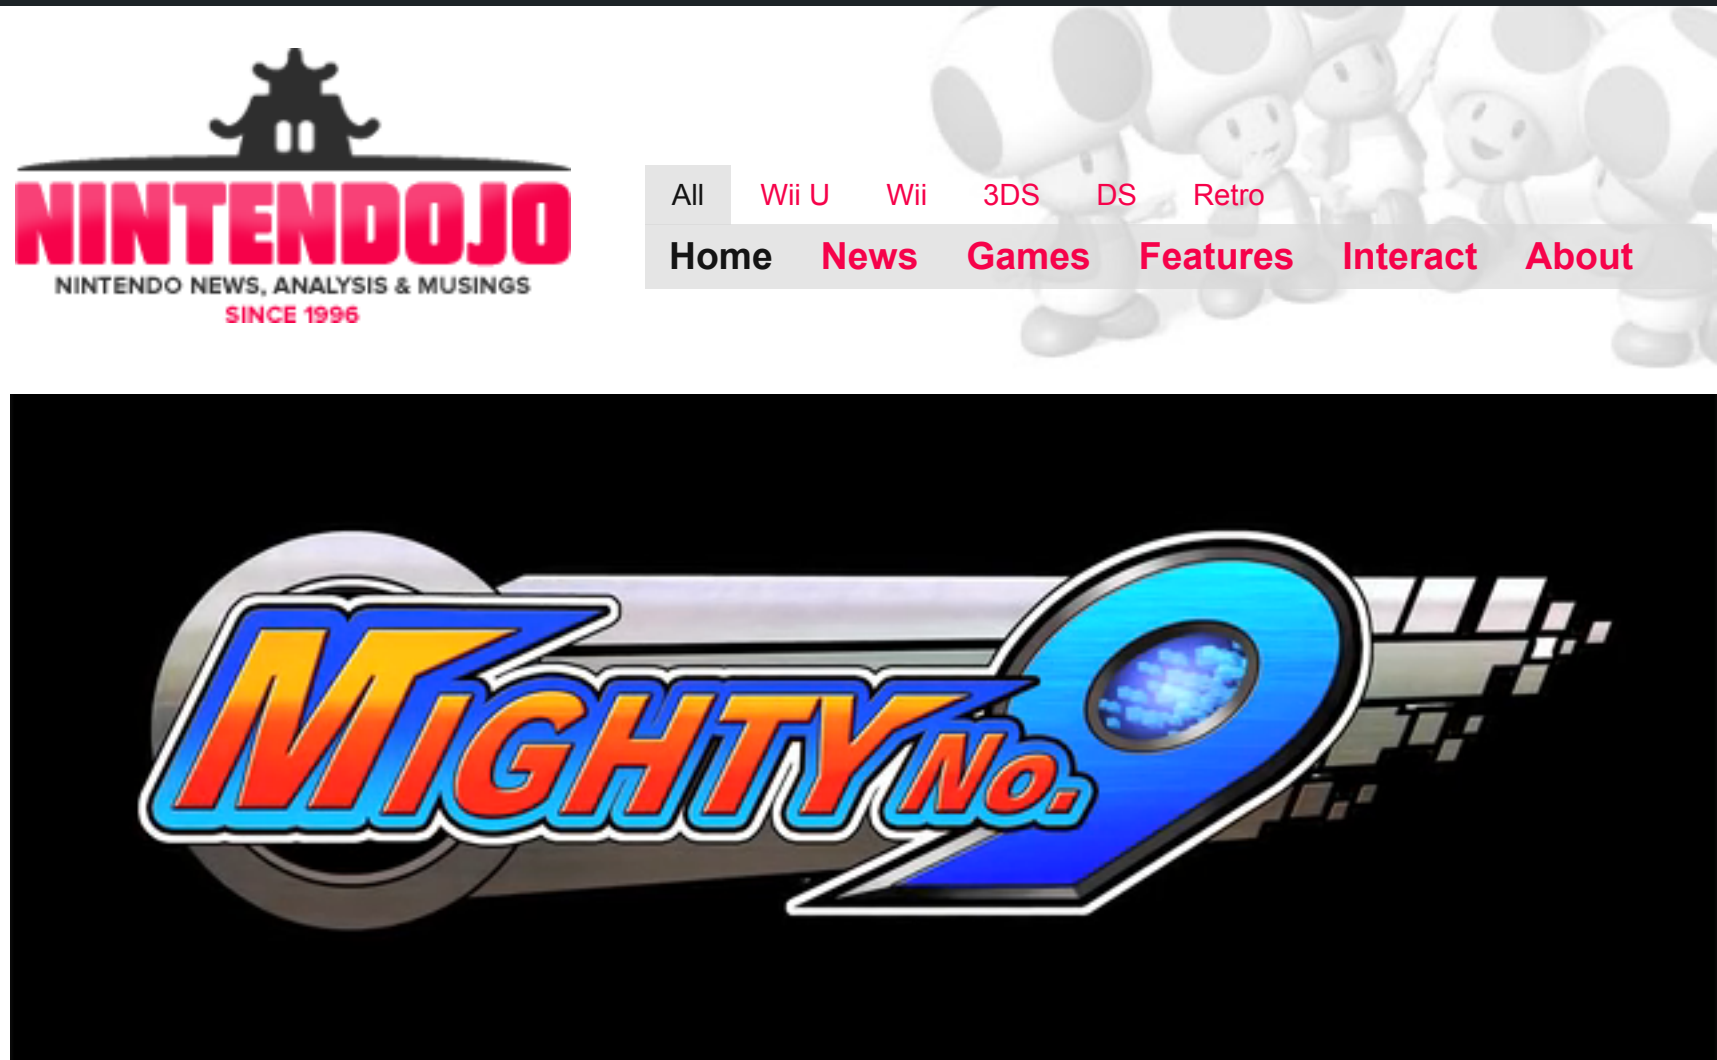 NINTENDOJO
NINTENDO NEWS, ANALYSIS & MUSINGS
SINCE 1996
All Wii U Wii 3DS DS Retro
Home News Games Features Interact About
MIGHTY No. 9